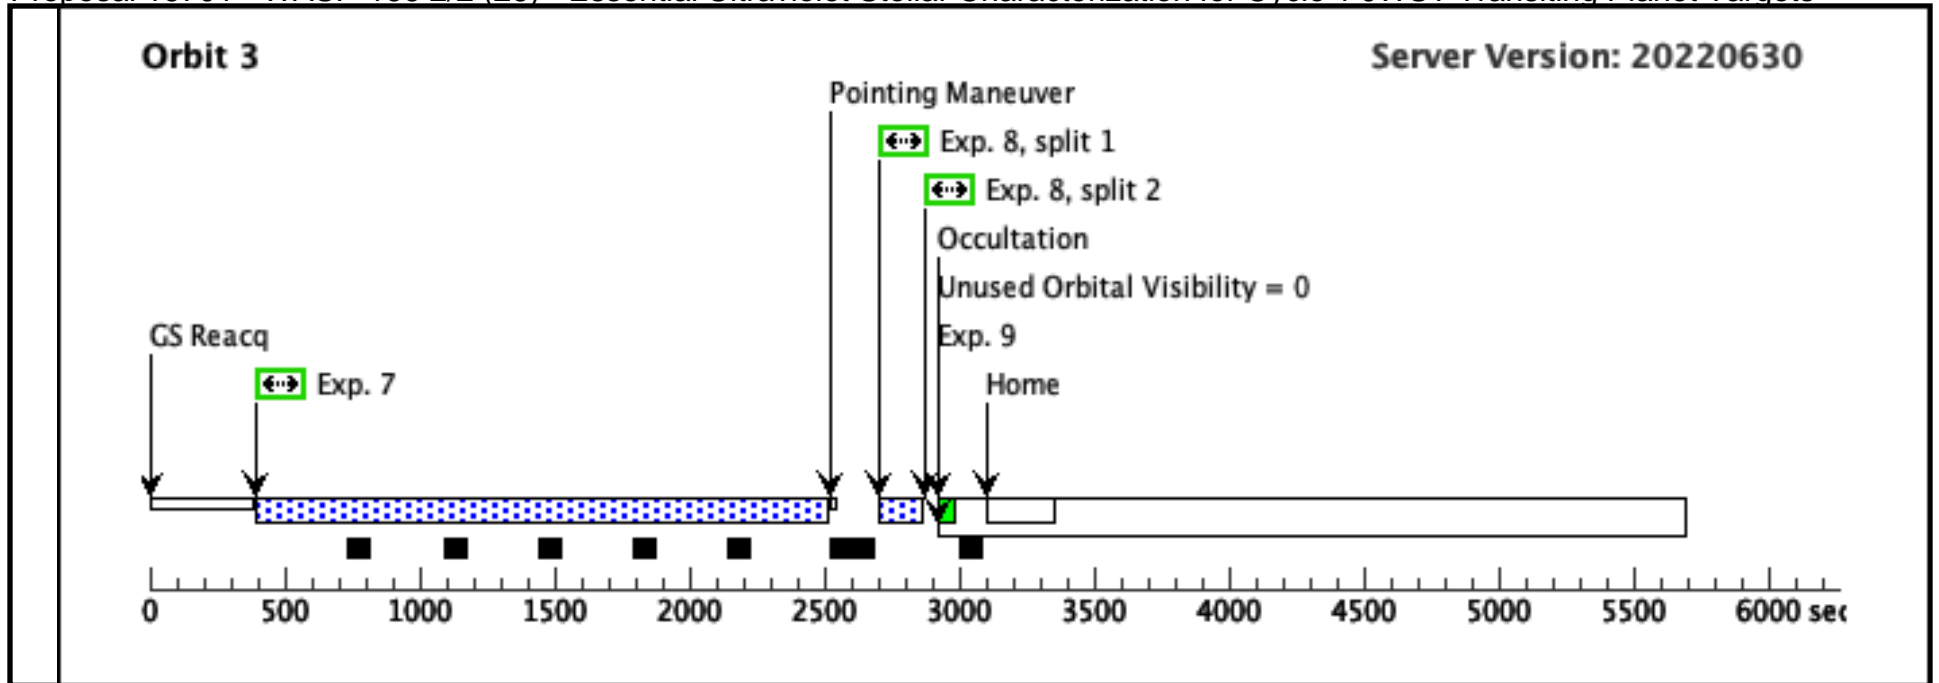 Orbit 3
Server Version: 20220630
Pointing Maneuver
Exp. 8, split 1
Exp. 8, split 2
Occultation
Unused Orbital Visibility = 0
GS Reacq
Exp. 9
Exp. 7
Home
0 500 1000 1500 2000 2500 3000 3500 4000 4500 5000 5500 6000 sec